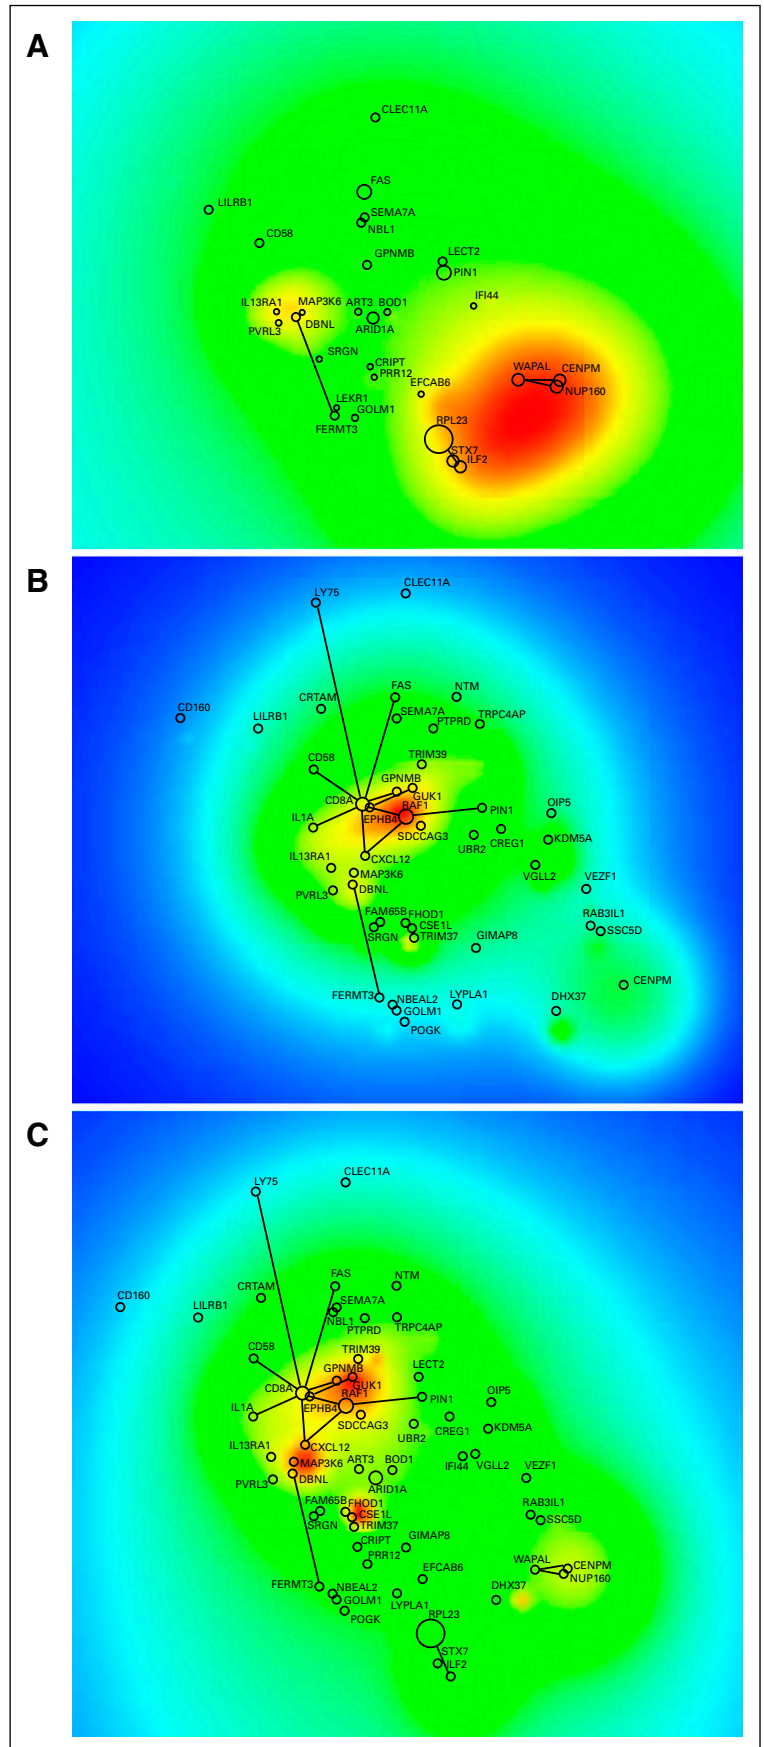 A
CLEC11A
FAS
LILRB1
SEMA7A
NBL1
CD58
GPNMB
LECT2
PIN1
IFI44
IL13RA1
MAP3K6
ART3
BOD1
PVRL3
DBNL
ARID1A
SRGN
CRIPT
PRR12
WAPAL
CENPM
EFCAB6
NUP160
LEKR1
GOLM1
FERMT3
RPL23
STX7
ILF2
B
LY75
CLEC11A
FAS
NTM
CRTAM
CD160
LILRB1
SEMA7A
PTPRD
TRPC4AP
CD58
TRIM39
GPNMB
GUK1
CD8A
RAF1
EPHB4
PIN1
OIP5
IL1A
SDCCAG3
UBR2
CREG1
KDM5A
IL13RA1
CXCL12
MAP3K6
DBNL
VGLL2
VEZF1
PVRL3
FAM65B
FHOD1
CSE1L
SRGN
TRIM37
GIMAP8
RAB3IL1
SSC5D
CENPM
FERMT3
NBEAL2
GOLM1
LYPLA1
DHX37
POGK
C
LY75
CLEC11A
FAS
NTM
CRTAM
CD160
LILRB1
SEMA7A
NBL1
PTPRD
TRPC4AP
CD58
TRIM39
GPNMB
LECT2
CD8A
GUK1
RAF1
EPHB4
PIN1
OIP5
IL1A
SDCCAG3
UBR2
CREG1
KDM5A
IL13RA1
CXCL12
MAP3K6
ART3
BOD1
IFI44
VGLL2
VEZF1
PVRL3
DBNL
ARID1A
FAM65B
FHOD1
CSE1L
SRGN
TRIM37
RAB3IL1
SSC5D
CRIPT
GIMAP8
PRR12
WAPAL
CENPM
EFCAB6
NUP160
FERMT3
NBEAL2
GOLM1
LYPLA1
DHX37
POGK
RPL23
STX7
ILF2